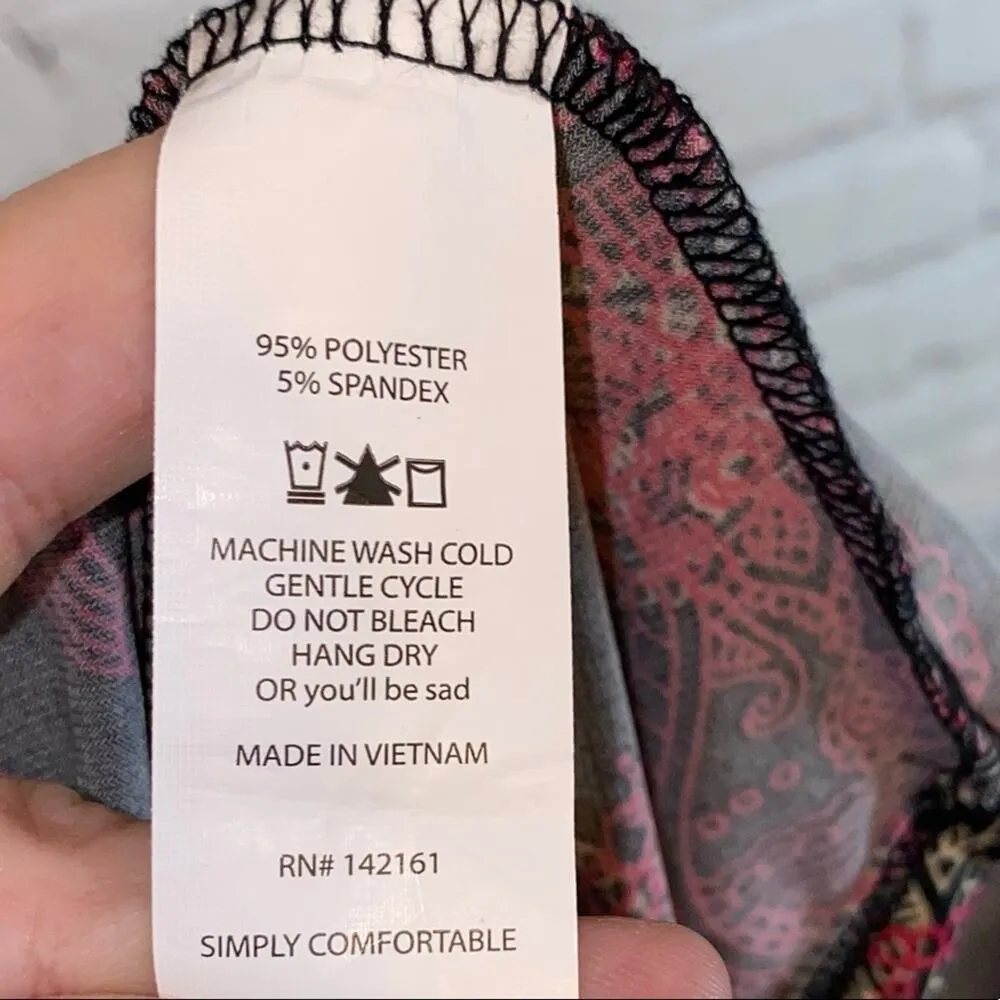 95% POLYESTER
5% SPANDEX
MACHINE WASH COLD
GENTLE CYCLE
DO NOT BLEACH
HANG DRY
OR you'll be sad
MADE IN VIETNAM
RN# 142161
SIMPLY COMFORTABLE